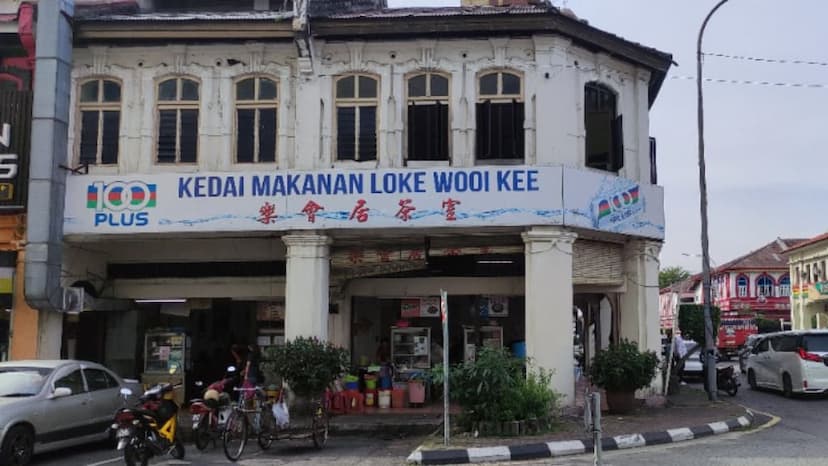 100
PLUS
KEDAI MAKANAN LOKE WOOI KEE
樂會居茶室
100
PLUS